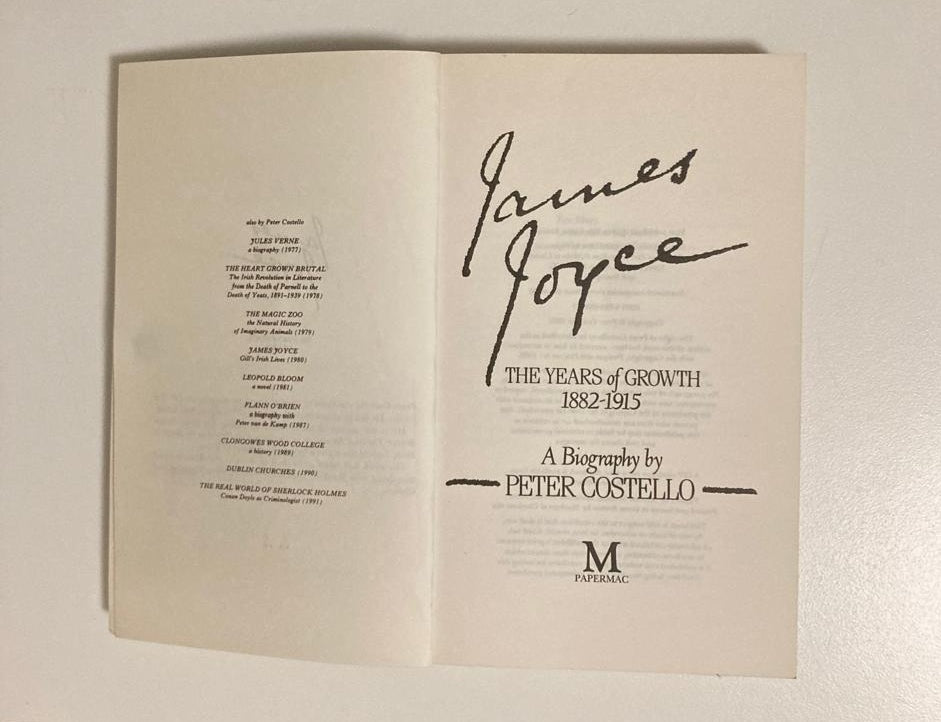 also by Peter Costello
JULES VERNE
a biography (1977)
THE HEART GROWN BRUTAL
The Irish Revolution in Literature
from the Death of Parnell to the
Death of Yeats, 1891–1939 (1978)
THE MAGIC ZOO
the Natural History
of Imaginary Animals (1979)
JAMES JOYCE
Gill's Irish Lives (1980)
LEOPOLD BLOOM
a novel (1981)
FLANN O'BRIEN
a biography with
Peter van de Kamp (1987)
CLONGOWES WOOD COLLEGE
a history (1989)
DUBLIN CHURCHES (1990)
THE REAL WORLD OF SHERLOCK HOLMES
Conan Doyle as Criminologist (1991)
James
Joyce
THE YEARS of GROWTH
1882-1915
A Biography by
PETER COSTELLO
M
PAPERMAC